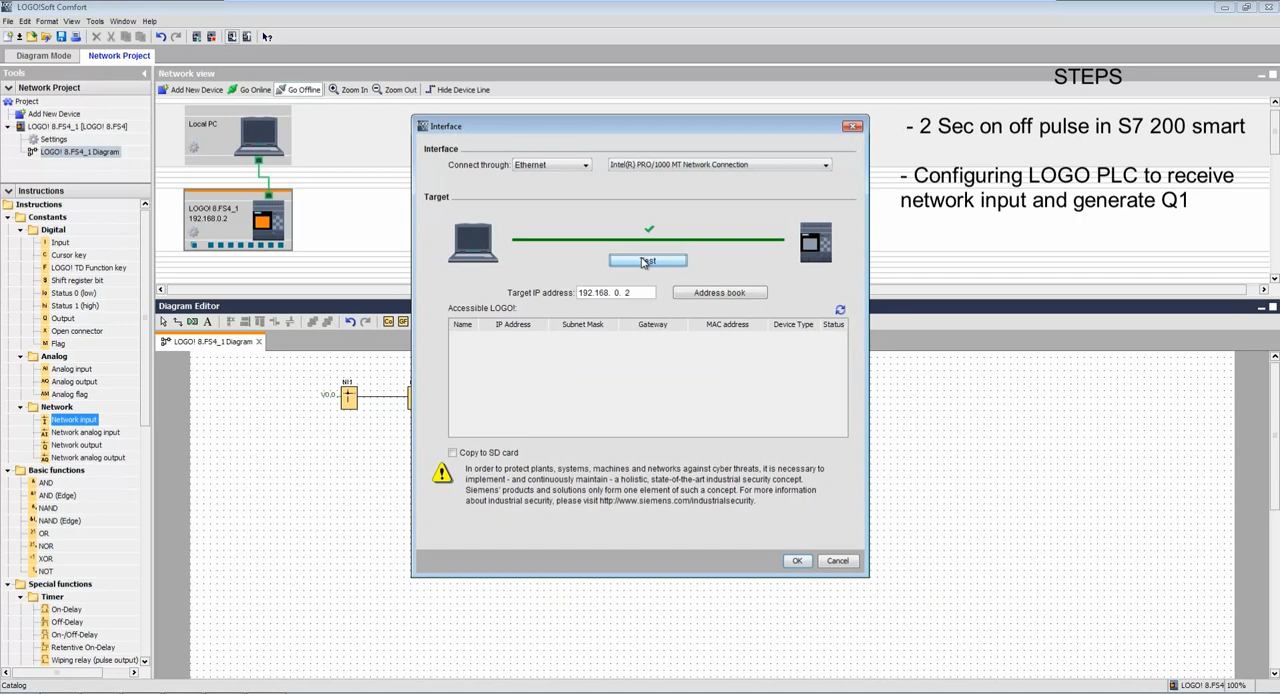 LOGO!Soft Comfort
File Edit Format View Tools Window Help
Diagram Mode Network Project
Tools
Network Project
Project
Add New Device
LOGO! 8.FS4_1 [LOGO! 8.FS4]
Settings
LOGO! 8.FS4_1 Diagram
Instructions
Instructions
Constants
Digital
Input
Cursor key
LOGO! TD Function key
Shift register bit
Status 0 (low)
Status 1 (high)
Output
Open connector
Flag
Analog
Analog input
Analog output
Analog flag
Network
Network input
Network analog input
Network output
Network analog output
Basic functions
AND
AND (Edge)
NAND
NAND (Edge)
OR
NOR
XOR
NOT
Special functions
Timer
On-Delay
Off-Delay
On-/Off-Delay
Retentive On-Delay
Wiping relay (pulse output)
Catalog
Network view
Add New Device Go Online Go Offline Zoom In Zoom Out Hide Device Line
Local PC
LOGO! 8.FS4_1
192.168.0.2
Diagram Editor
LOGO! 8.FS4_1 Diagram
NI1
V0.0
Interface
Interface
Connect through: Ethernet Intel(R) PRO/1000 MT Network Connection
Target
Target IP address: 192.168. 0. 2 Address book
Accessible LOGO!:
Name IP Address Subnet Mask Gateway MAC address Device Type Status
Copy to SD card
In order to protect plants, systems, machines and networks against cyber threats, it is necessary to
implement - and continuously maintain - a holistic, state-of-the-art industrial security concept.
Siemens' products and solutions only form one element of such a concept. For more information
about industrial security, please visit http://www.siemens.com/industrialsecurity.
OK Cancel
STEPS
- 2 Sec on off pulse in S7 200 smart
- Configuring LOGO PLC to receive
network input and generate Q1
LOGO! 8.FS4 100%